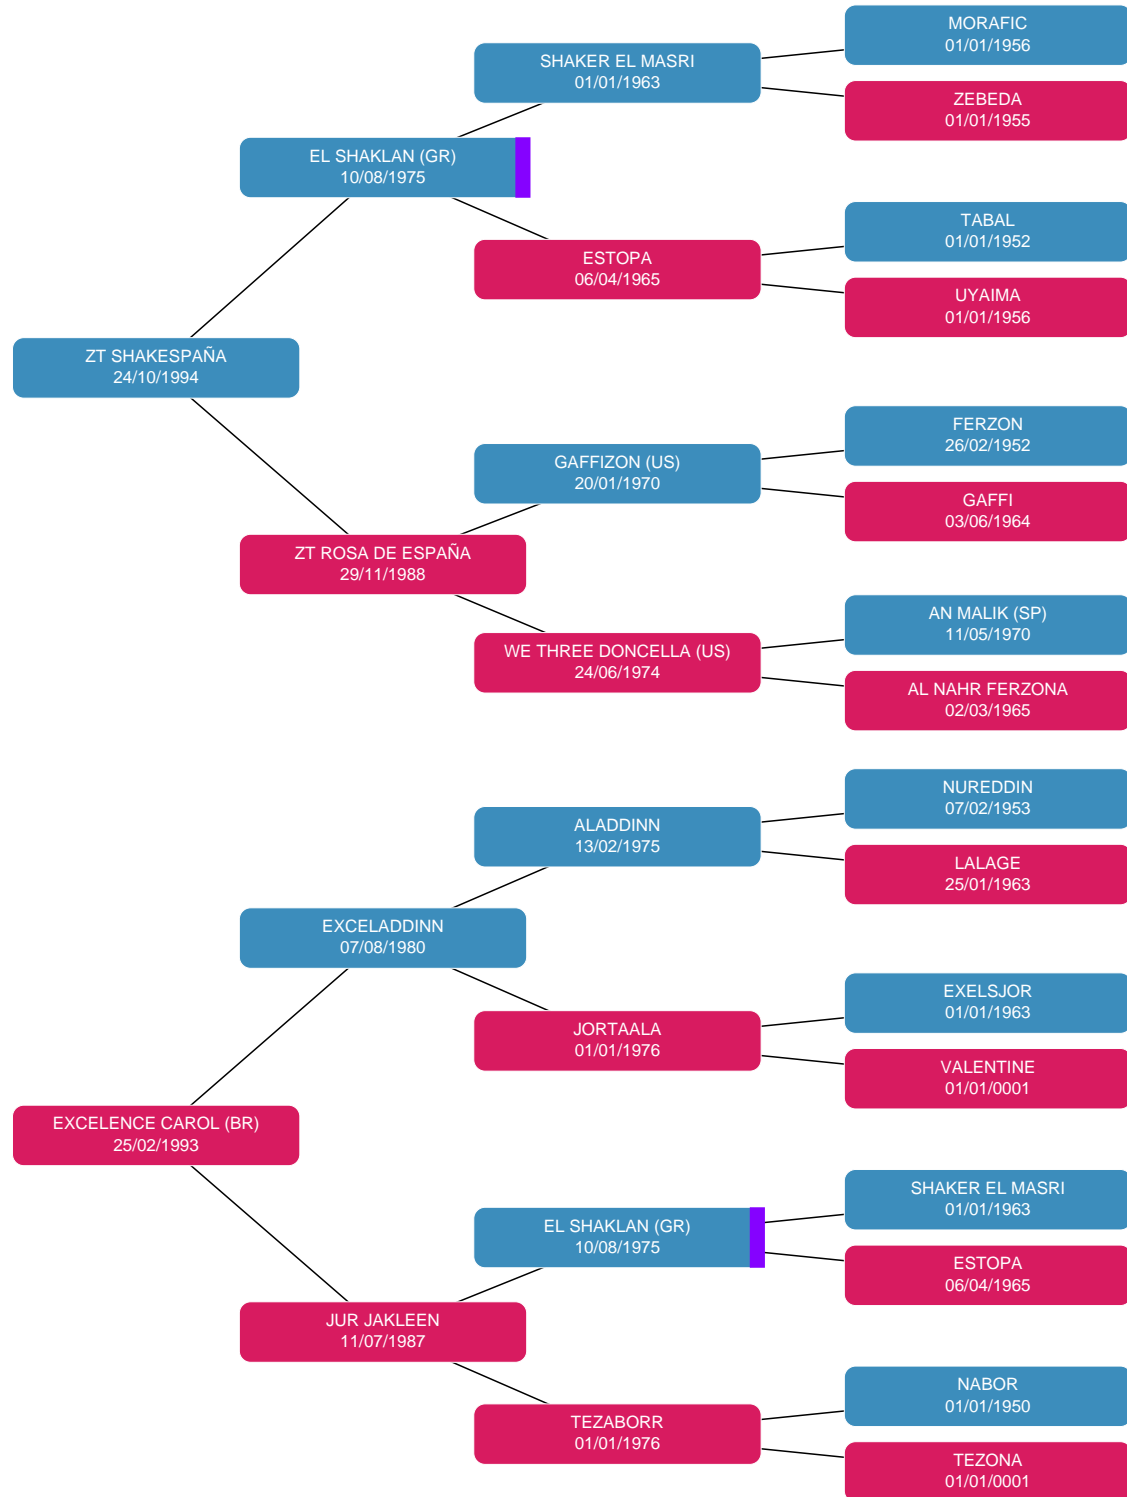 MORAFIC
01/01/1956
SHAKER EL MASRI
01/01/1963
ZEBEDA
01/01/1955
EL SHAKLAN (GR)
10/08/1975
TABAL
01/01/1952
ESTOPA
06/04/1965
UYAIMA
01/01/1956
ZT SHAKESPAÑA
24/10/1994
FERZON
26/02/1952
GAFFIZON (US)
20/01/1970
GAFFI
03/06/1964
ZT ROSA DE ESPAÑA
29/11/1988
AN MALIK (SP)
11/05/1970
WE THREE DONCELLA (US)
24/06/1974
AL NAHR FERZONA
02/03/1965
NUREDDIN
07/02/1953
ALADDINN
13/02/1975
LALAGE
25/01/1963
EXCELADDINN
07/08/1980
EXELSJOR
01/01/1963
JORTAALA
01/01/1976
VALENTINE
01/01/0001
EXCELENCE CAROL (BR)
25/02/1993
SHAKER EL MASRI
01/01/1963
EL SHAKLAN (GR)
10/08/1975
ESTOPA
06/04/1965
JUR JAKLEEN
11/07/1987
NABOR
01/01/1950
TEZABORR
01/01/1976
TEZONA
01/01/0001